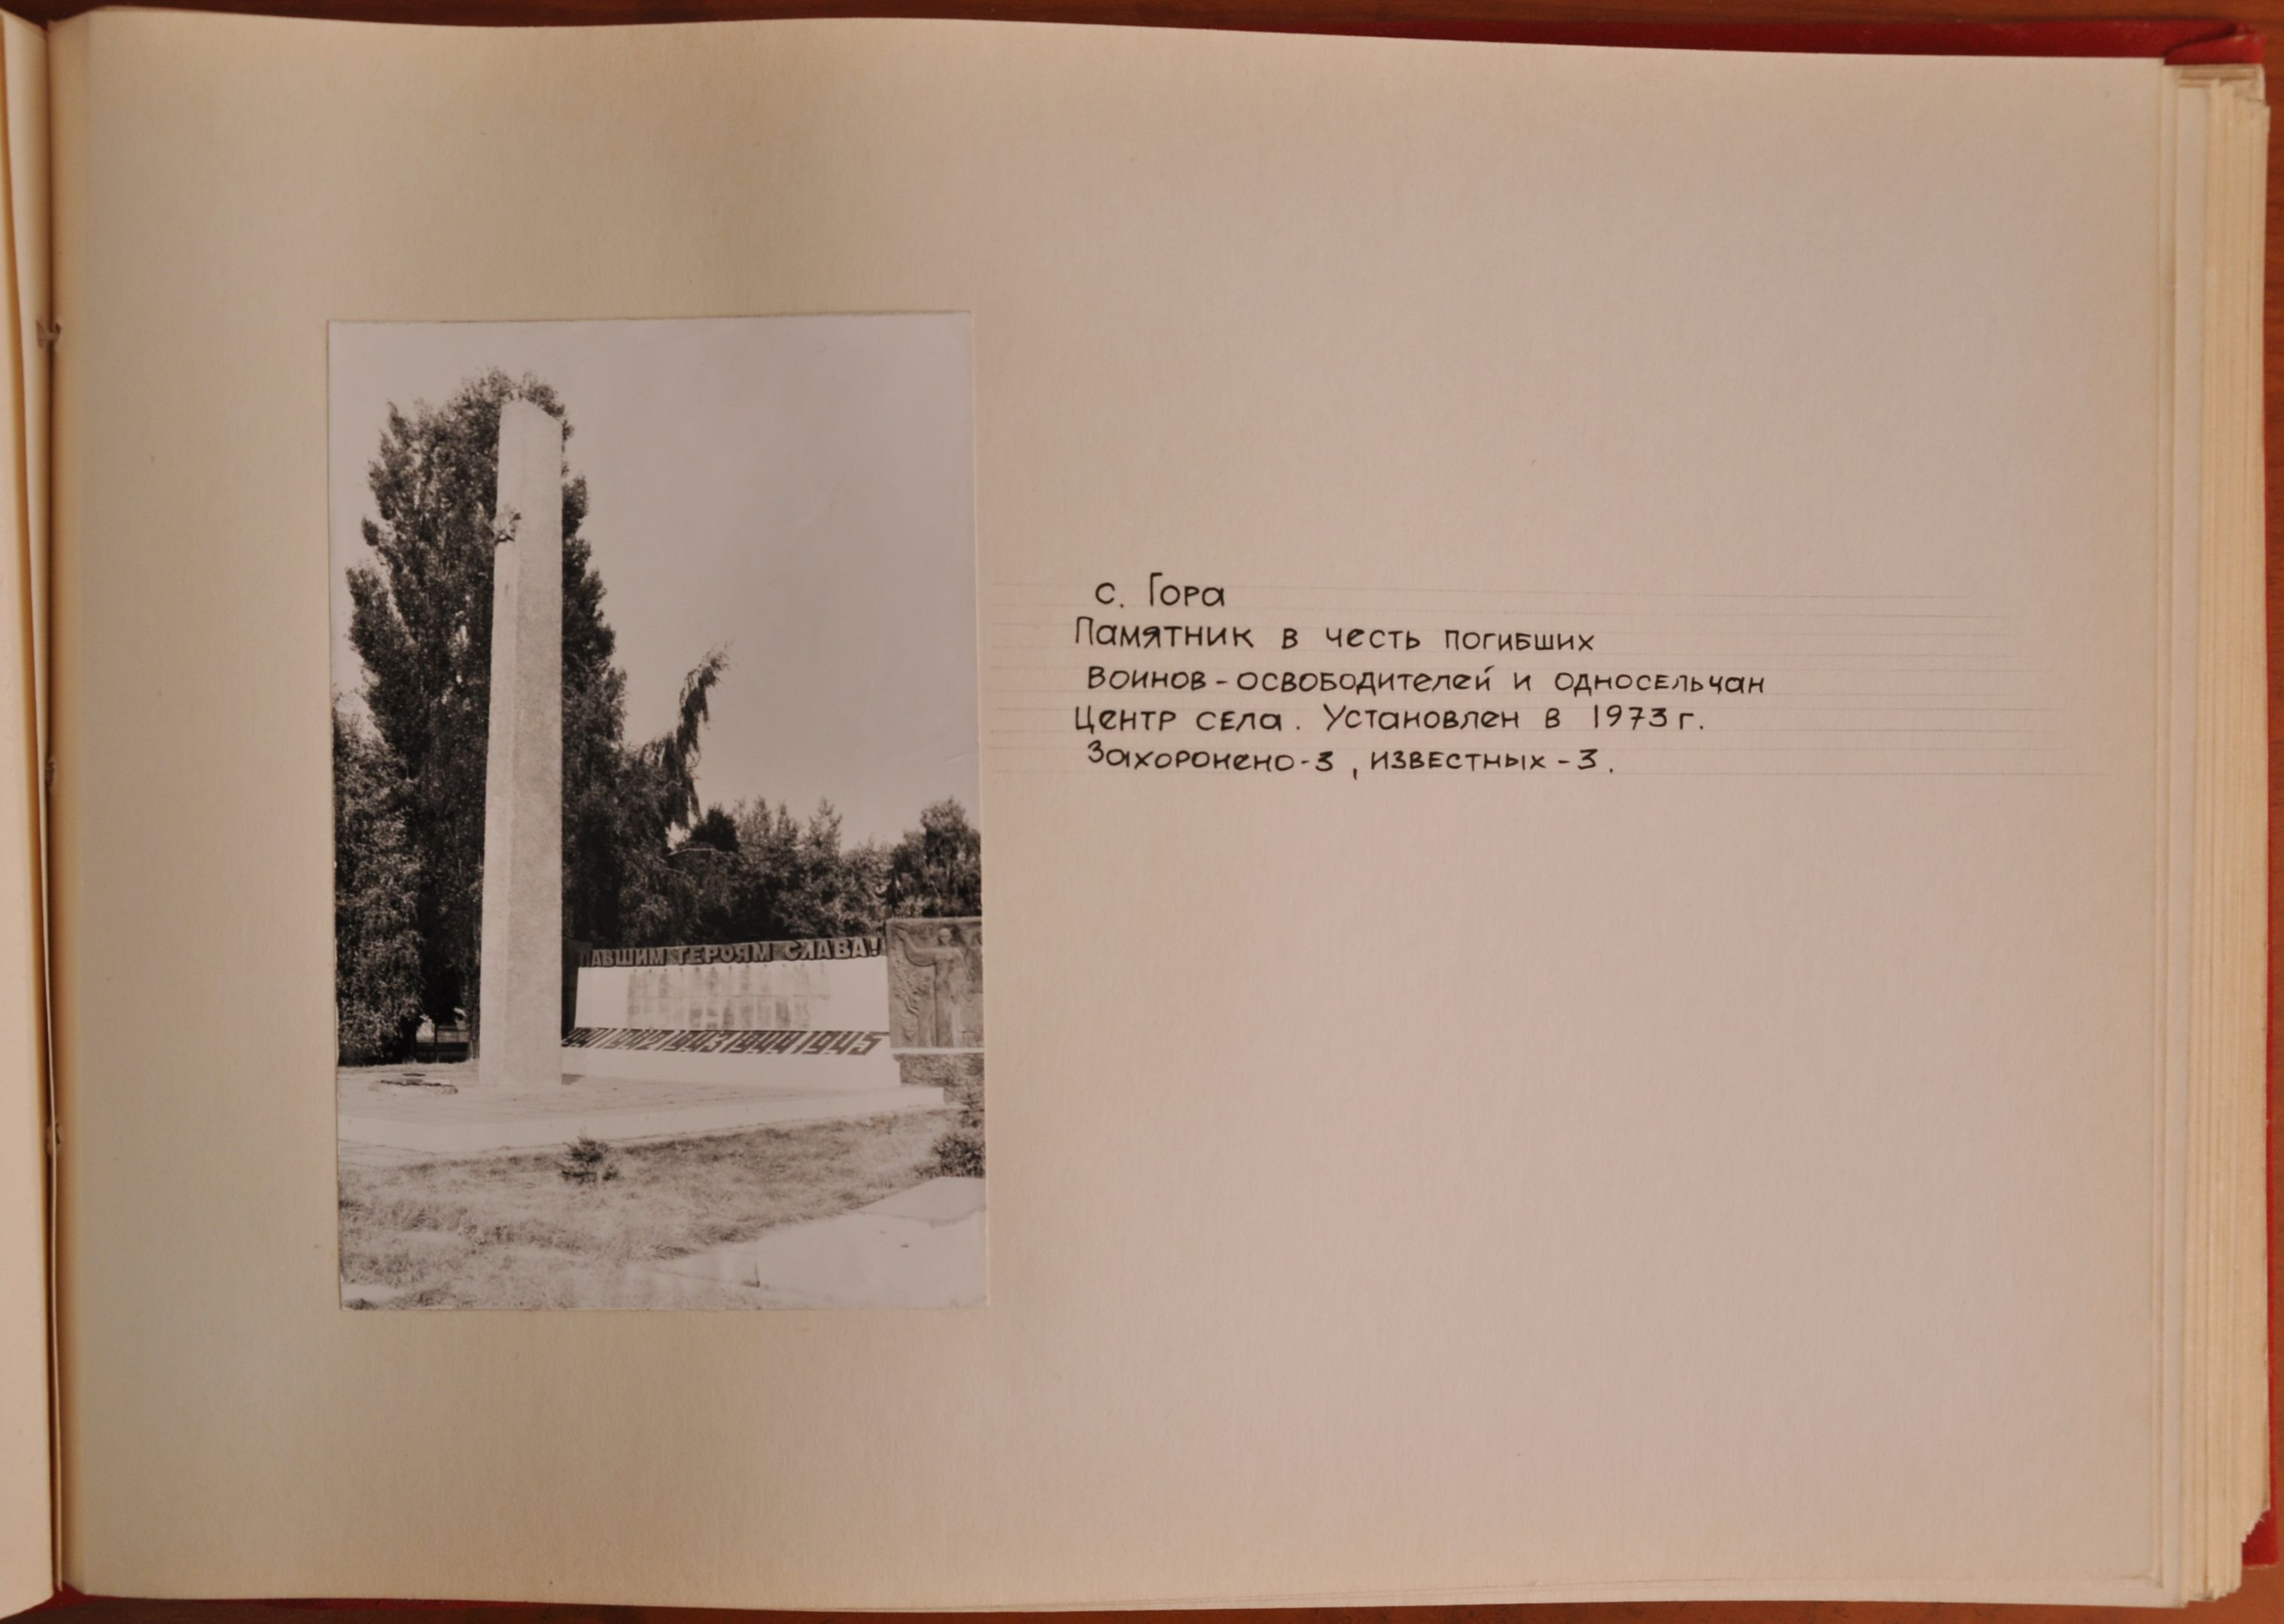 ПАВШИМ ГЕРОЯМ СЛАВА!
1941 1942 1943 1944 1945
с. Гора
Памятник в честь погибших
воинов-освободителей и односельчан
Центр села. Установлен в 1973 г.
Захоронено-3, известных-3.